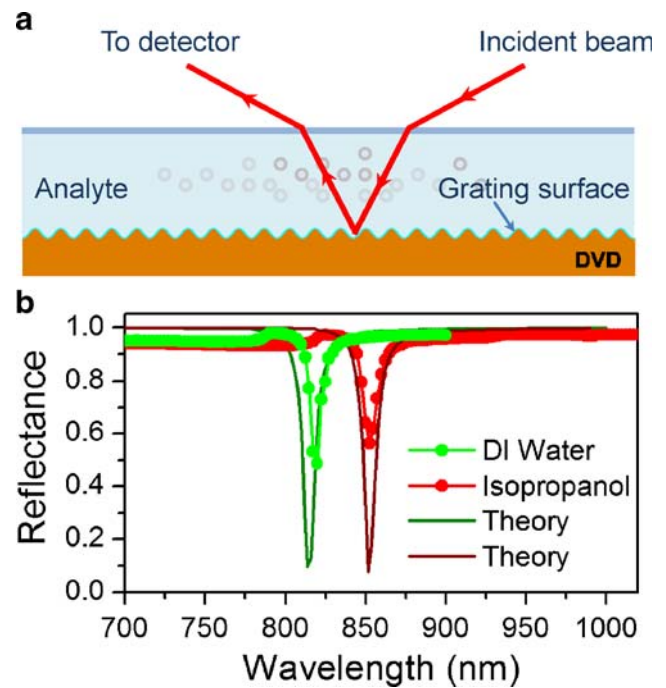 a
To detector
Incident beam
Analyte
Grating surface
DVD
b
1.0
0.8
0.6
0.4
0.2
0.0
Reflectance
DI Water
Isopropanol
Theory
Theory
700 750 800 850 900 950 1000
Wavelength (nm)